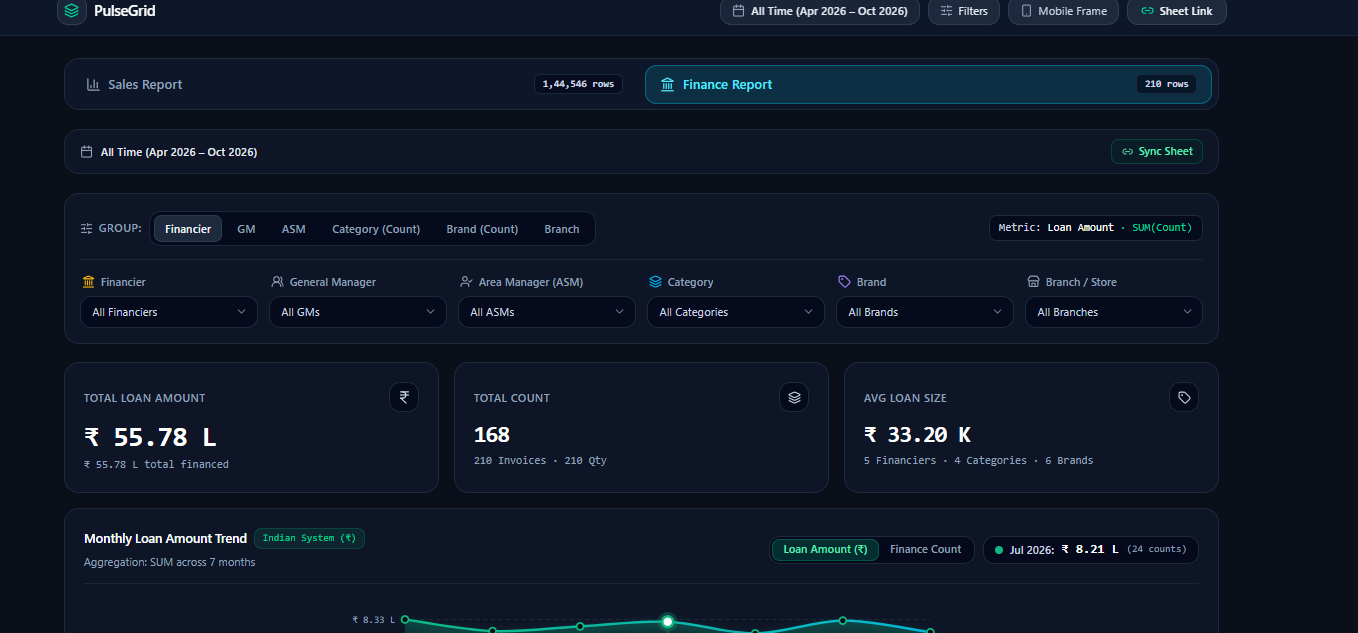 PulseGrid
All Time (Apr 2026 – Oct 2026)
Filters
Mobile Frame
Sheet Link
Sales Report
1,44,546 rows
Finance Report
210 rows
All Time (Apr 2026 – Oct 2026)
Sync Sheet
GROUP:
Financier
GM
ASM
Category (Count)
Brand (Count)
Branch
Metric: Loan Amount · SUM(Count)
Financier
General Manager
Area Manager (ASM)
Category
Brand
Branch / Store
All Financiers
All GMs
All ASMs
All Categories
All Brands
All Branches
TOTAL LOAN AMOUNT
₹
₹ 55.78 L
₹ 55.78 L total financed
TOTAL COUNT
168
210 Invoices · 210 Qty
AVG LOAN SIZE
₹ 33.20 K
5 Financiers · 4 Categories · 6 Brands
Monthly Loan Amount Trend
Indian System (₹)
Aggregation: SUM across 7 months
Loan Amount (₹)
Finance Count
Jul 2026: ₹ 8.21 L (24 counts)
₹ 8.33 L